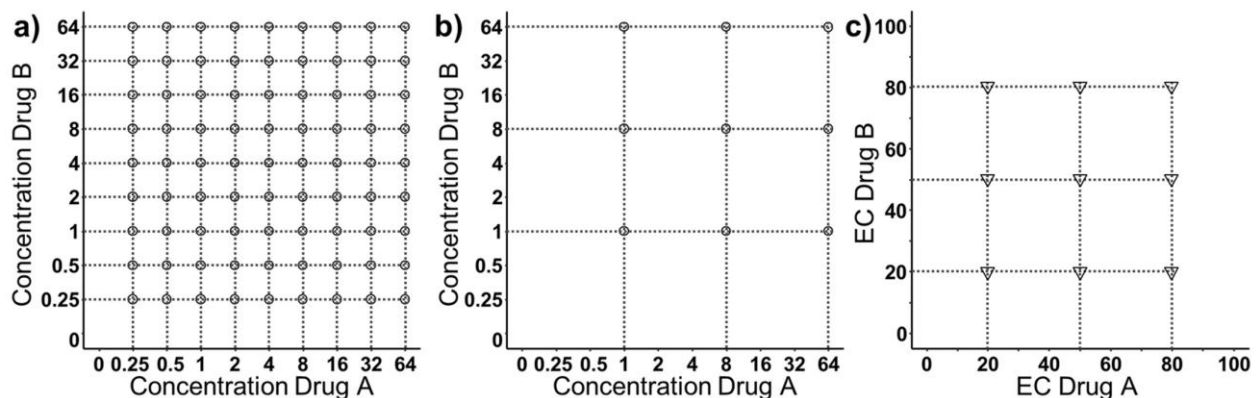 a)
64
32
16
8
4
2
1
0.5
0.25
0
Concentration Drug B
0 0.25 0.5 1 2 4 8 16 32 64
Concentration Drug A
b)
64
32
16
8
4
2
1
0.5
0.25
0
Concentration Drug B
0 0.25 0.5 1 2 4 8 16 32 64
Concentration Drug A
c)
100
80
60
40
20
0
EC Drug B
0 20 40 60 80 100
EC Drug A